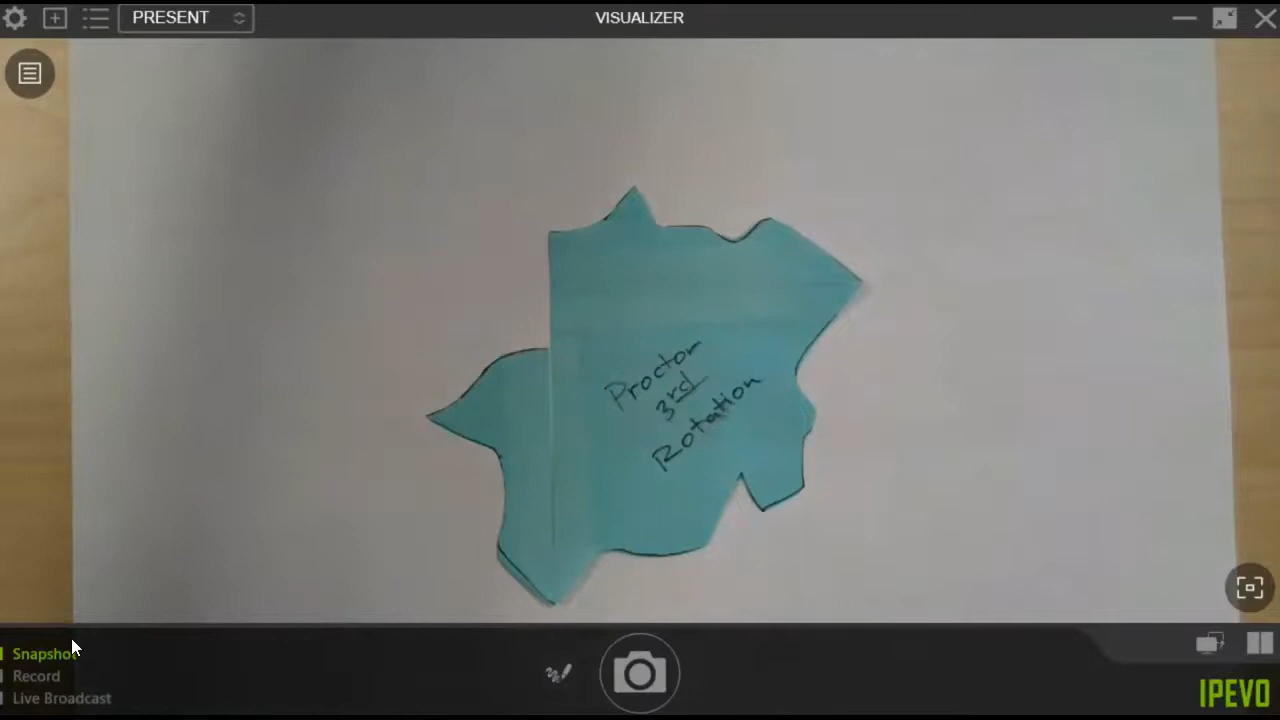 PRESENT
VISUALIZER
Proctor
3rd
Rotation
Snapshot
Record
Live Broadcast
IPEVO